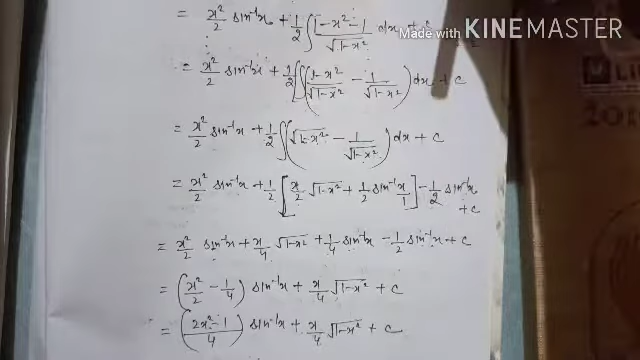 Made with KINEMASTER
= x²/2 sin⁻¹x + 1/2 ∫ 1-x²-1/√1-x² dx
= x²/2 sin⁻¹x + 1/2 ∫ (1-x²/√1-x² - 1/√1-x²) dx + c
= x²/2 sin⁻¹x + 1/2 ∫ (√1-x² - 1/√1-x²) dx + c
= x²/2 sin⁻¹x + 1/2 [x/2 √1-x² + 1/2 sin⁻¹ x/1] - 1/2 sin⁻¹x + c
= x²/2 sin⁻¹x + x/4 √1-x² + 1/4 sin⁻¹x - 1/2 sin⁻¹x + c
= (x²/2 - 1/4) sin⁻¹x + x/4 √1-x² + c
= (2x²-1/4) sin⁻¹x + x/4 √1-x² + c